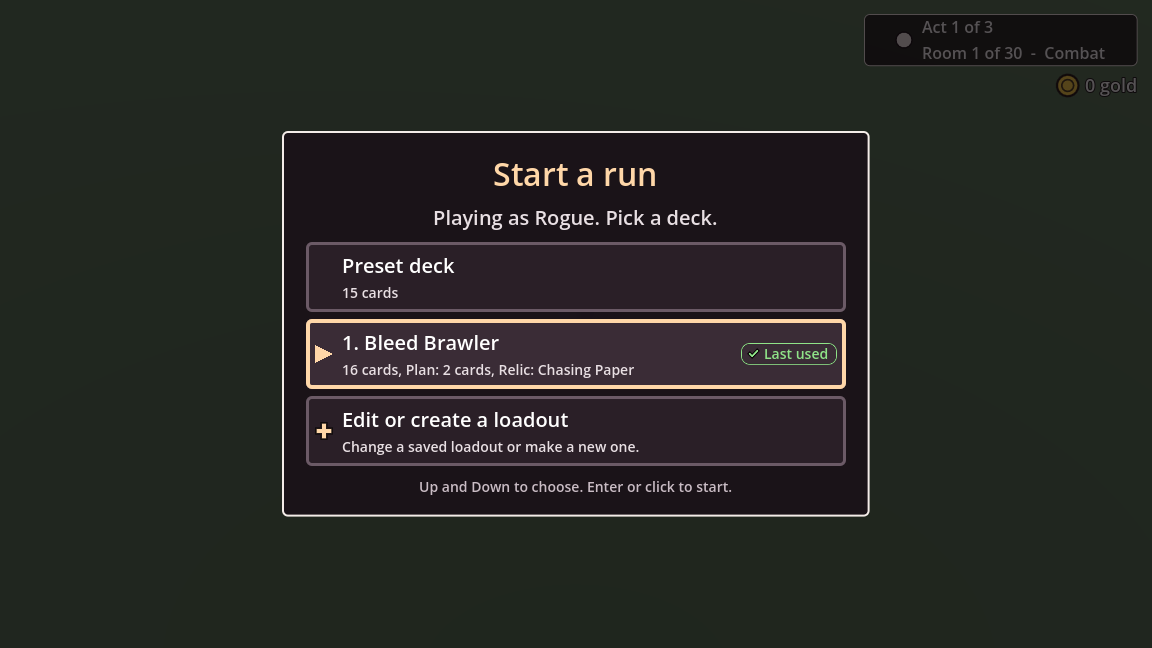 Act 1 of 3
Room 1 of 30 - Combat
0 gold
Start a run
Playing as Rogue. Pick a deck.
Preset deck
15 cards
1. Bleed Brawler
16 cards, Plan: 2 cards, Relic: Chasing Paper
Last used
Edit or create a loadout
Change a saved loadout or make a new one.
Up and Down to choose. Enter or click to start.